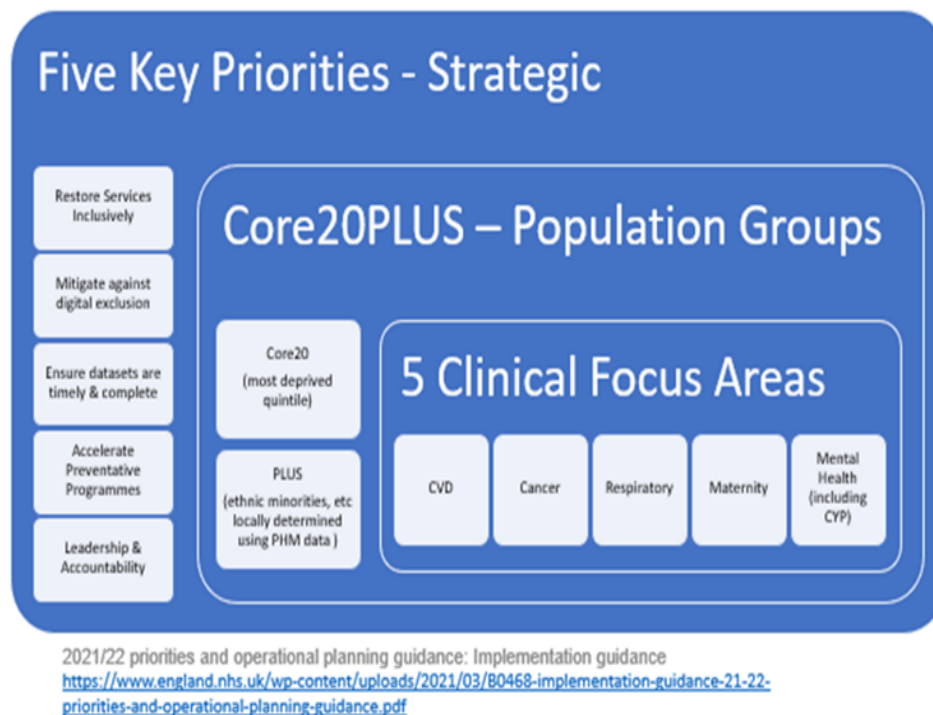 Five Key Priorities - Strategic
Restore Services
Inclusively
Mitigate against
digital exclusion
Ensure datasets are
timely & complete
Accelerate
Preventative
Programmes
Leadership &
Accountability
Core20PLUS – Population Groups
Core20
(most deprived
quintile)
PLUS
(ethnic minorities, etc
locally determined
using PHM data )
5 Clinical Focus Areas
CVD
Cancer
Respiratory
Maternity
Mental
Health
(including
CYP)
2021/22 priorities and operational planning guidance: Implementation guidance
https://www.england.nhs.uk/wp-content/uploads/2021/03/B0468-implementation-guidance-21-22-
priorities-and-operational-planning-guidance.pdf